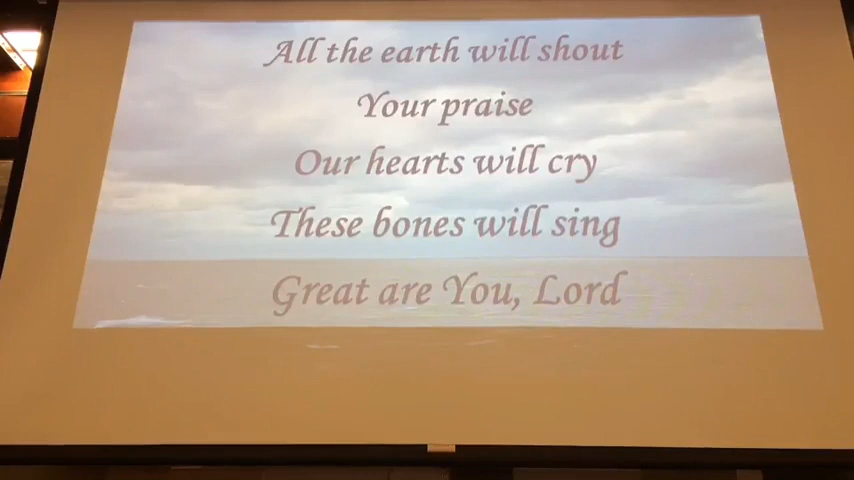 All the earth will shout
Your praise
Our hearts will cry
These bones will sing
Great are You, Lord